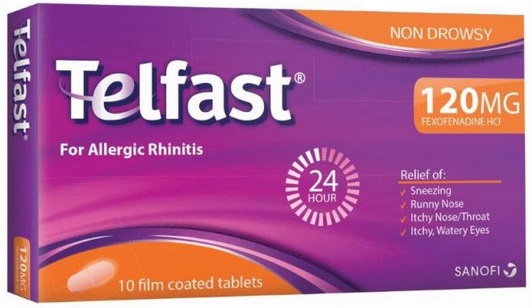 NON DROWSY
Telfast®
120MG
FEXOFENADINE HCl
For Allergic Rhinitis
24
HOUR
Relief of:
✓ Sneezing
✓ Runny Nose
✓ Itchy Nose/Throat
✓ Itchy, Watery Eyes
10 film coated tablets
SANOFI
Telfast
120MG